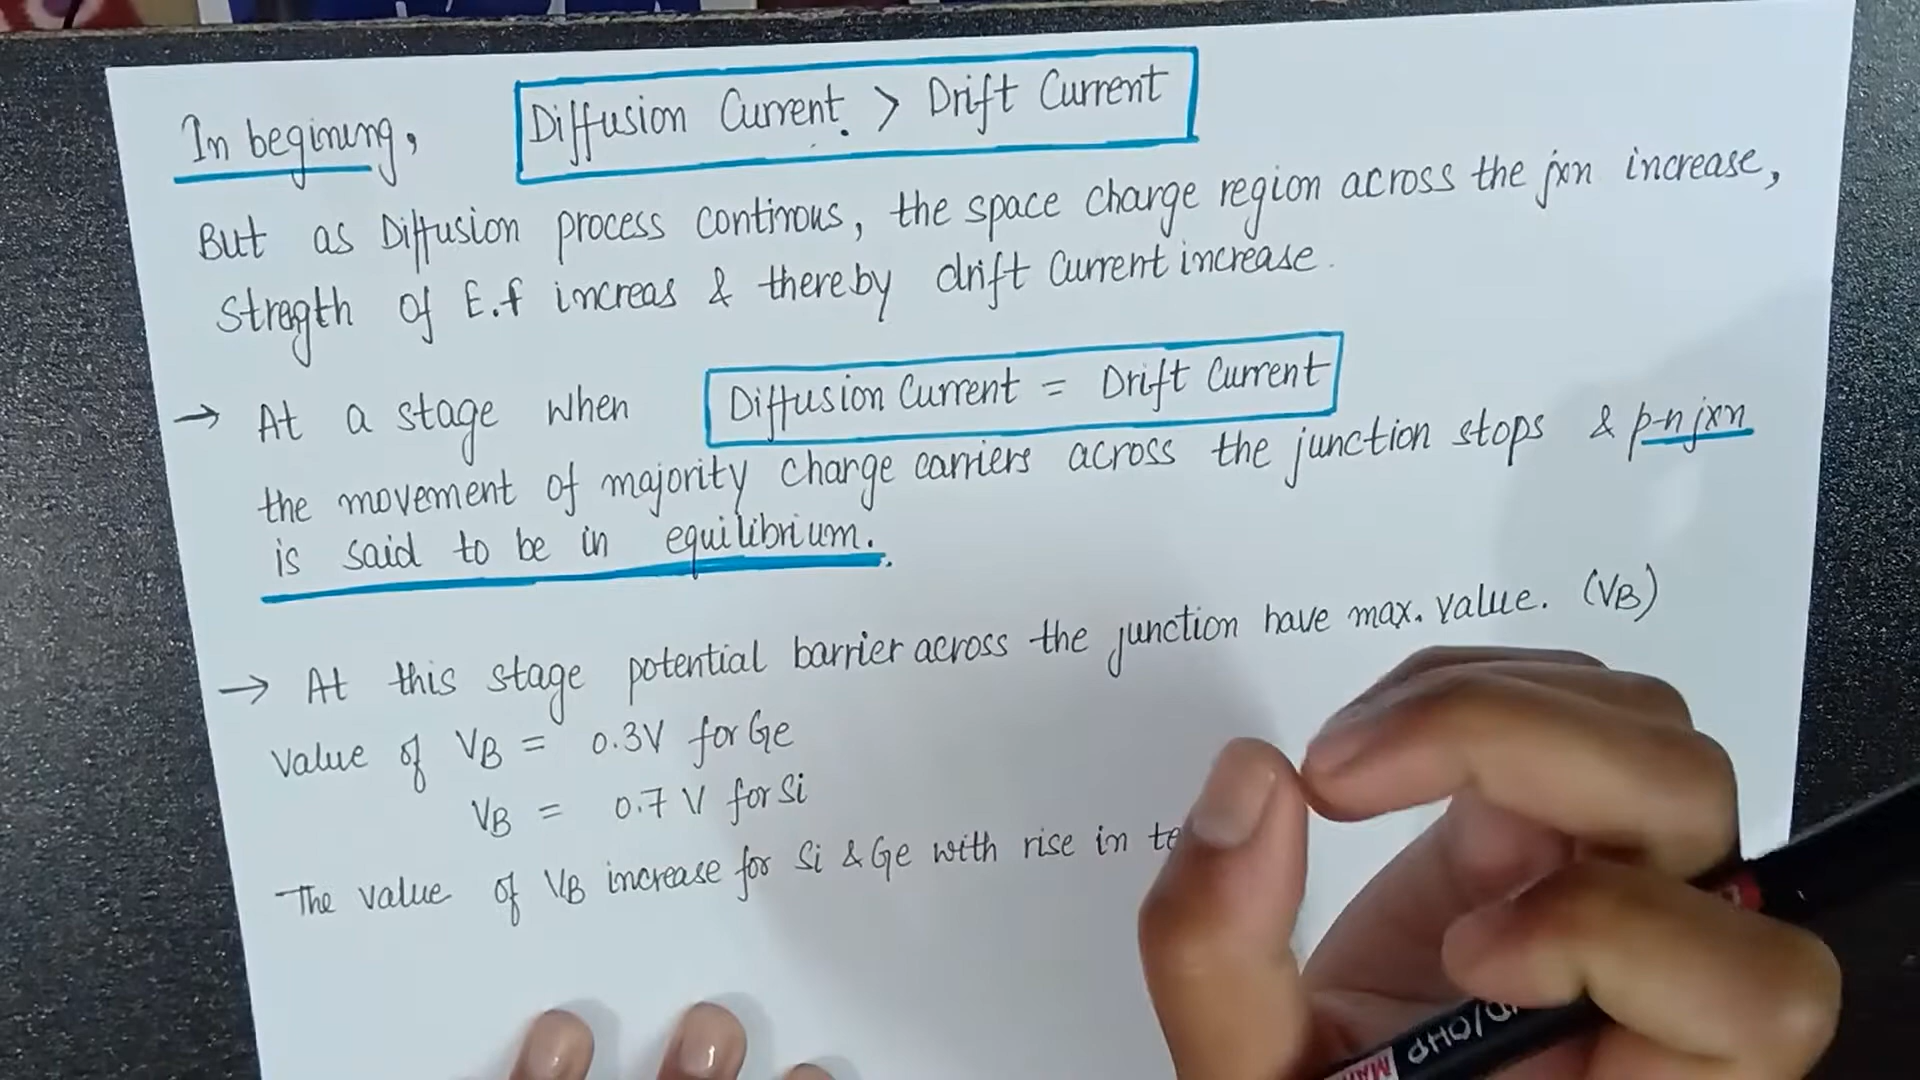 In begining, Diffusion Current > Drift Current
But as Diffusion process continous, the space charge region across the jxn increase,
stregth of E.f increas & thereby drift Current increase.
→ At a stage when Diffusion Current = Drift Current
the movement of majority charge carriers across the junction stops & p-n jxn
is said to be in equilibrium.
→ At this stage potential barrier across the junction have max. value. (VB)
Value of VB = 0.3V for Ge
VB = 0.7 V for Si
The value of VB increase for Si & Ge with rise in te
OHP